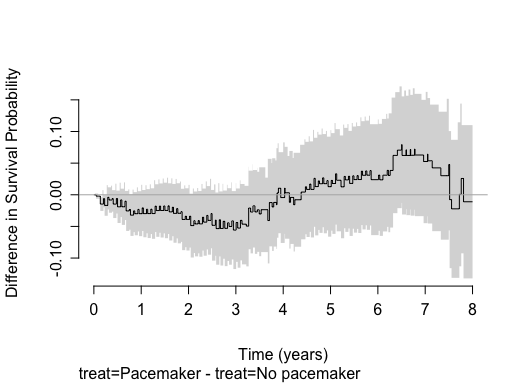 Difference in Survival Probability
0.10
0.00
-0.10
0 1 2 3 4 5 6 7 8
Time (years)
treat=Pacemaker - treat=No pacemaker